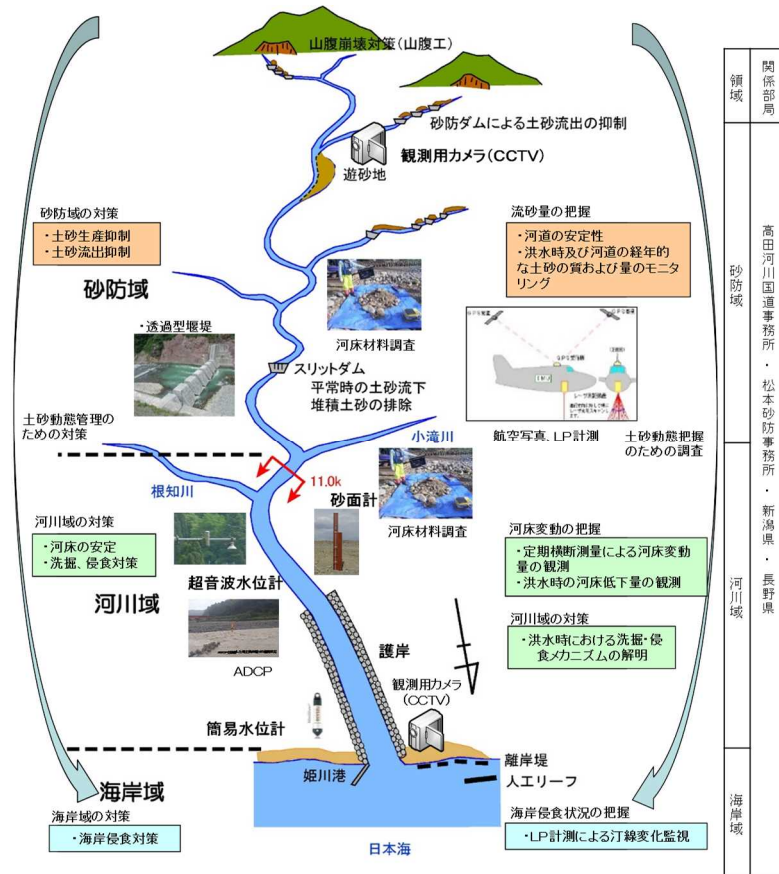 山腹崩壊対策（山腹工）
砂防ダムによる土砂流出の抑制
観測用カメラ（CCTV）
遊砂地
領域
関係部局
砂防域の対策
・土砂生産抑制
・土砂流出抑制
流砂量の把握
・河道の安定性
・洪水時及び河道の経年的
な土砂の質および量のモニタ
リング
砂防域
砂防域
高田河川国道事務所・松本砂防事務所・新潟県・長野県
・透過型堰堤
河床材料調査
スリットダム
平常時の土砂流下
堆積土砂の排除
航空写真、LP計測
土砂動態把握
のための調査
土砂動態管理の
ための対策
小滝川
根知川
11.0k
砂面計
河床材料調査
河川域の対策
・河床の安定
・洗掘、侵食対策
超音波水位計
河川域
河川域
ADCP
河床変動の把握
・定期横断測量による河床変動
量の観測
・洪水時の河床低下量の観測
河川域の対策
・洪水時における洗掘・侵
食メカニズムの解明
護岸
観測用カメラ
（CCTV）
簡易水位計
姫川港
離岸堤
人工リーフ
海岸域
海岸域
海岸域の対策
・海岸侵食対策
海岸侵食状況の把握
・LP計測による汀線変化監視
日本海